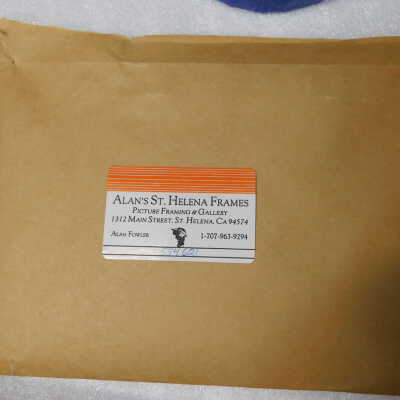 ALAN'S ST. HELENA FRAMES
PICTURE FRAMING & GALLERY
1312 MAIN STREET, ST. HELENA, CA 94574
ALAN FOWLER 1-707-963-9294